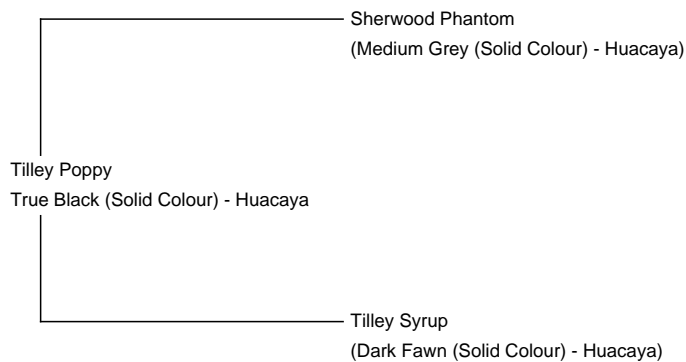 Sherwood Phantom
(Medium Grey (Solid Colour) - Huacaya)
Tilley Poppy
True Black (Solid Colour) - Huacaya
Tilley Syrup
(Dark Fawn (Solid Colour) - Huacaya)